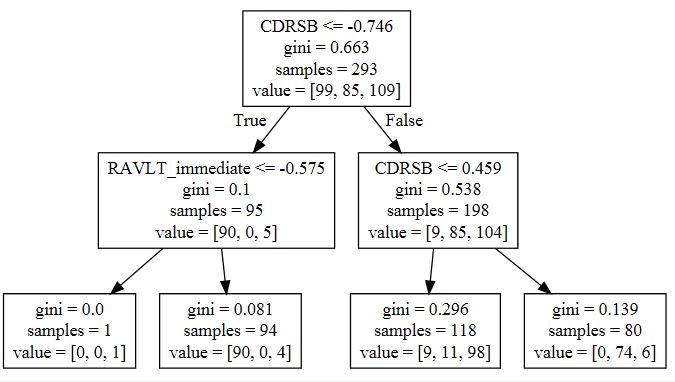 CDRSB <= -0.746
gini = 0.663
samples = 293
value = [99, 85, 109]
True
False
RAVLT_immediate <= -0.575
gini = 0.1
samples = 95
value = [90, 0, 5]
CDRSB <= 0.459
gini = 0.538
samples = 198
value = [9, 85, 104]
gini = 0.0
samples = 1
value = [0, 0, 1]
gini = 0.081
samples = 94
value = [90, 0, 4]
gini = 0.296
samples = 118
value = [9, 11, 98]
gini = 0.139
samples = 80
value = [0, 74, 6]